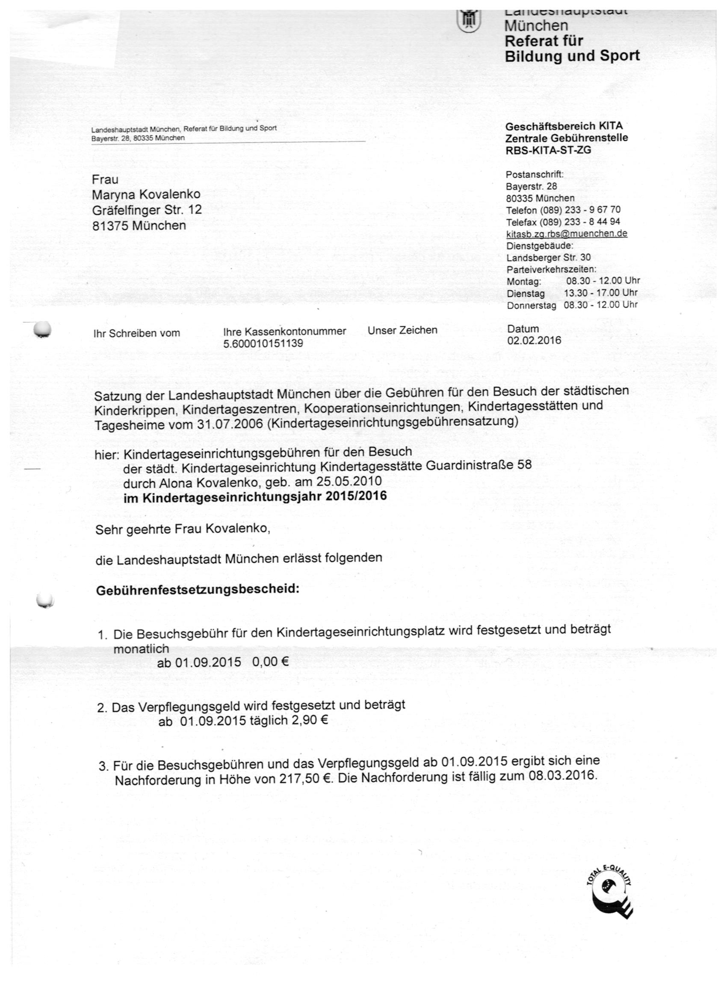 Landeshauptstadt
München
Referat für
Bildung und Sport
Landeshauptstadt München, Referat für Bildung und Sport
Bayerstr. 28, 80335 München
Geschäftsbereich KITA
Zentrale Gebührenstelle
RBS-KITA-ST-ZG
Frau
Maryna Kovalenko
Gräfelfinger Str. 12
81375 München
Postanschrift:
Bayerstr. 28
80335 München
Telefon (089) 233 - 9 67 70
Telefax (089) 233 - 8 44 94
kitasb.zg.rbs@muenchen.de
Dienstgebäude:
Landsberger Str. 30
Parteiverkehrszeiten:
Montag: 08.30 - 12.00 Uhr
Dienstag 13.30 - 17.00 Uhr
Donnerstag 08.30 - 12.00 Uhr
Ihr Schreiben vom Ihre Kassenkontonummer Unser Zeichen Datum
5.600010151139 02.02.2016
Satzung der Landeshauptstadt München über die Gebühren für den Besuch der städtischen
Kinderkrippen, Kindertageszentren, Kooperationseinrichtungen, Kindertagesstätten und
Tagesheime vom 31.07.2006 (Kindertageseinrichtungsgebührensatzung)
hier: Kindertageseinrichtungsgebühren für den Besuch
der städt. Kindertageseinrichtung Kindertagesstätte Guardinistraße 58
durch Alona Kovalenko, geb. am 25.05.2010
im Kindertageseinrichtungsjahr 2015/2016
Sehr geehrte Frau Kovalenko,
die Landeshauptstadt München erlässt folgenden
Gebührenfestsetzungsbescheid:
1. Die Besuchsgebühr für den Kindertageseinrichtungsplatz wird festgesetzt und beträgt
monatlich
ab 01.09.2015 0,00 €
2. Das Verpflegungsgeld wird festgesetzt und beträgt
ab 01.09.2015 täglich 2,90 €
3. Für die Besuchsgebühren und das Verpflegungsgeld ab 01.09.2015 ergibt sich eine
Nachforderung in Höhe von 217,50 €. Die Nachforderung ist fällig zum 08.03.2016.
TOTAL E-QUALITY